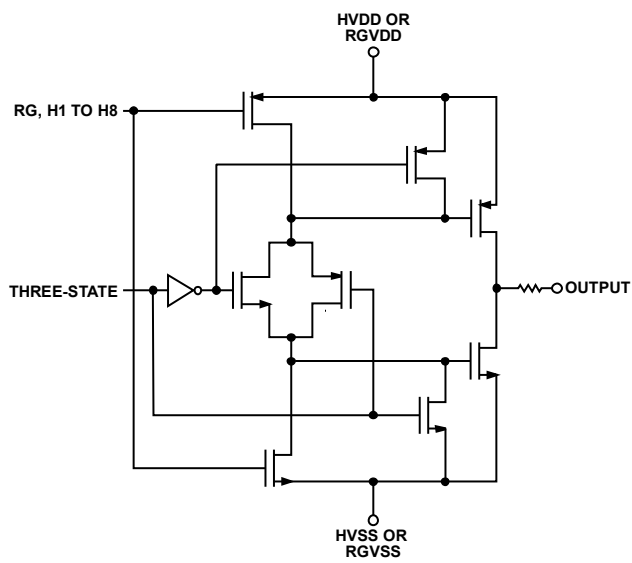 HVDD OR
RGVDD
RG, H1 TO H8
THREE-STATE
OUTPUT
HVSS OR
RGVSS